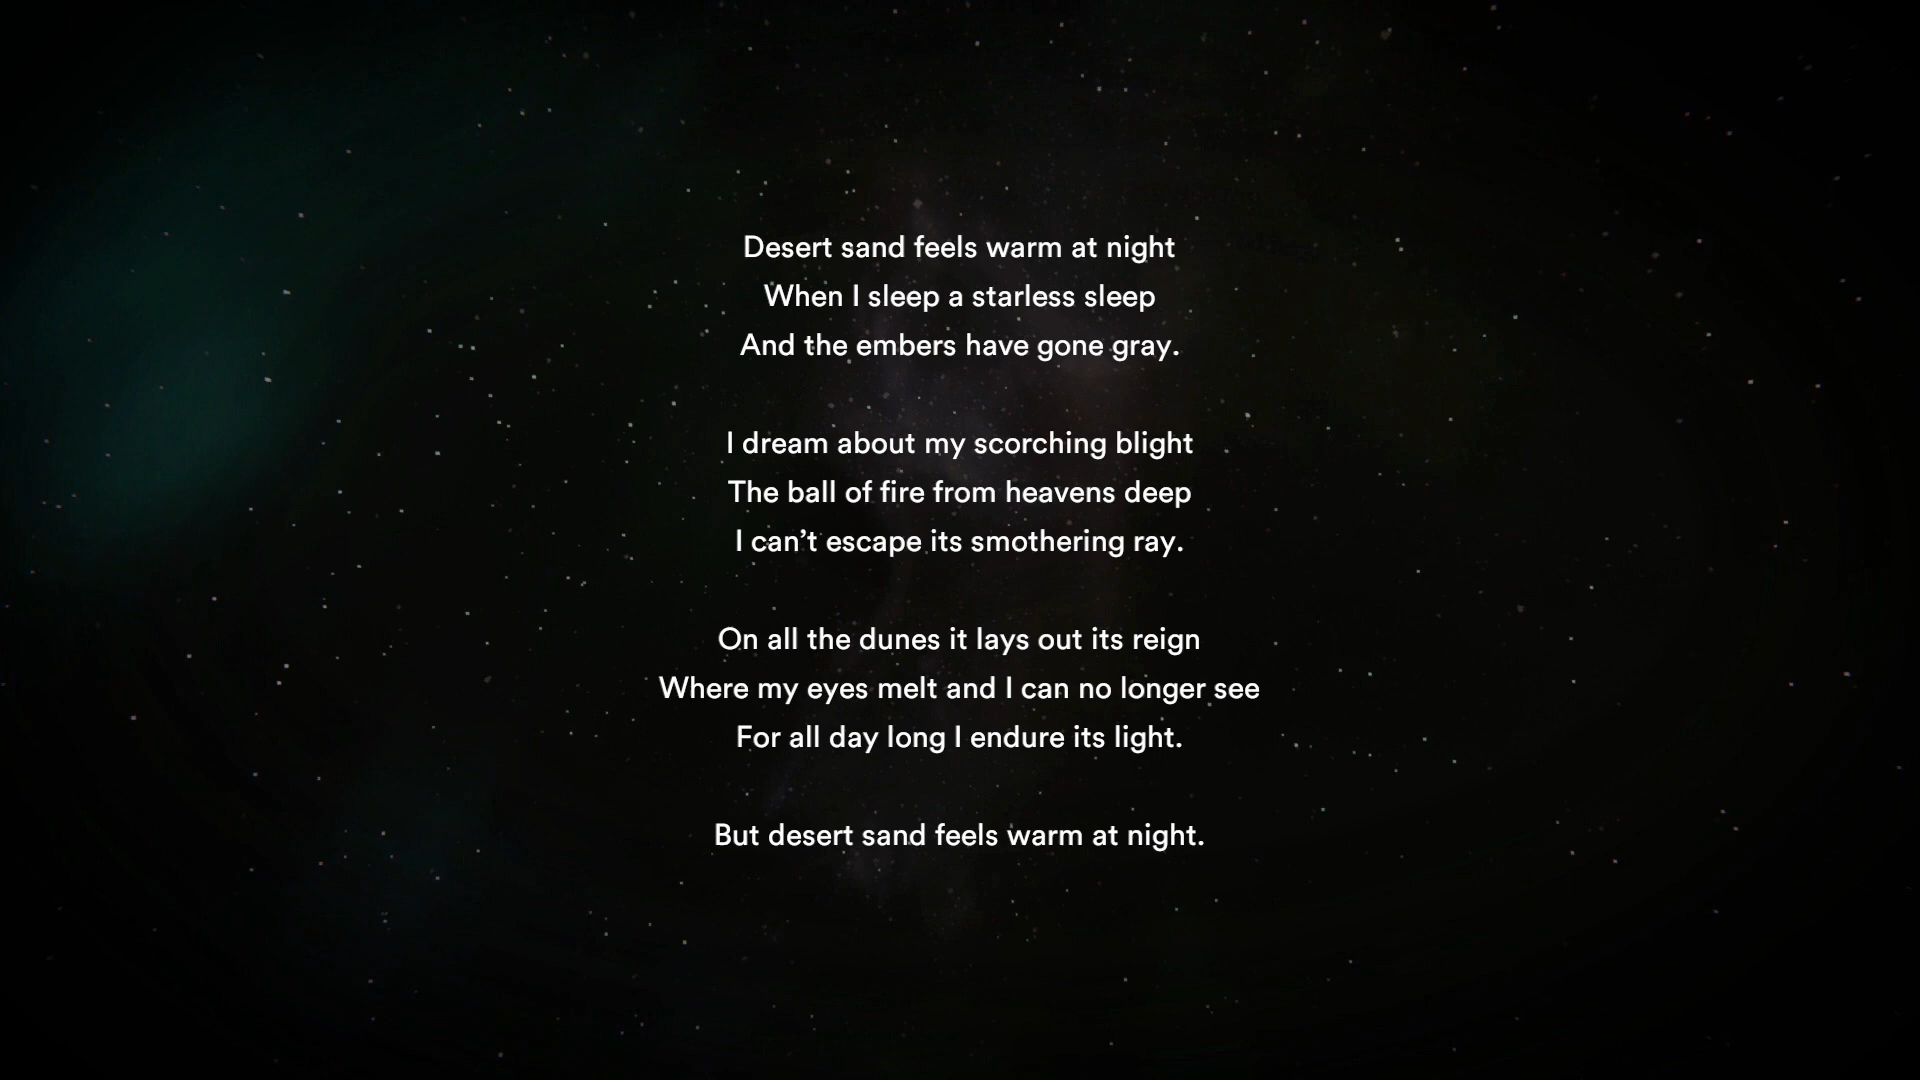 Desert sand feels warm at night
When I sleep a starless sleep
And the embers have gone gray.
I dream about my scorching blight
The ball of fire from heavens deep
I can’t escape its smothering ray.
On all the dunes it lays out its reign
Where my eyes melt and I can no longer see
For all day long I endure its light.
But desert sand feels warm at night.